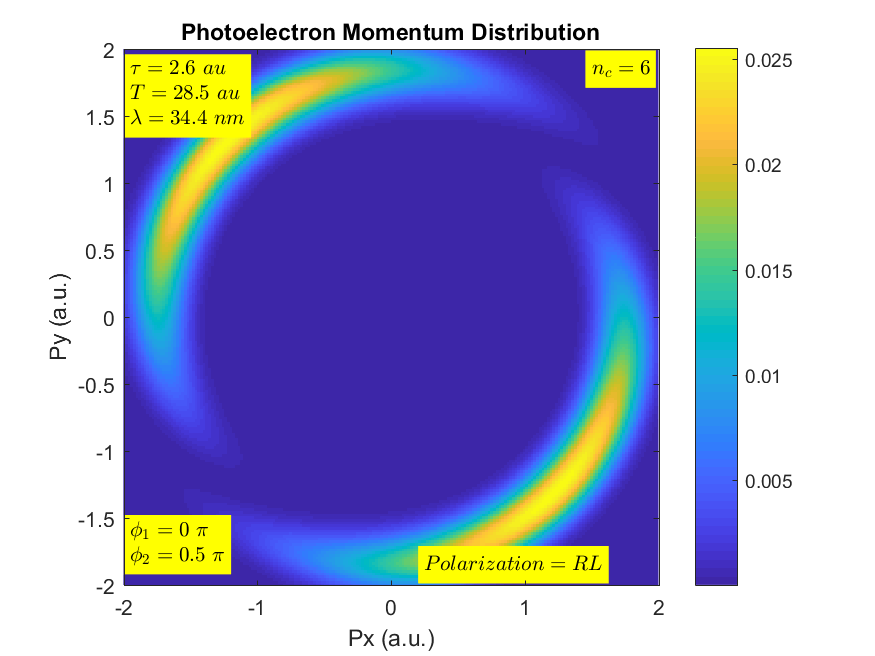 Photoelectron Momentum Distribution
τ = 2.6 au
T = 28.5 au
λ = 34.4 nm
n_c = 6
ϕ_1 = 0 π
ϕ_2 = 0.5 π
Polarization = RL
2
1.5
1
0.5
0
-0.5
-1
-1.5
-2
Py (a.u.)
-2
-1
0
1
2
Px (a.u.)
0.025
0.02
0.015
0.01
0.005